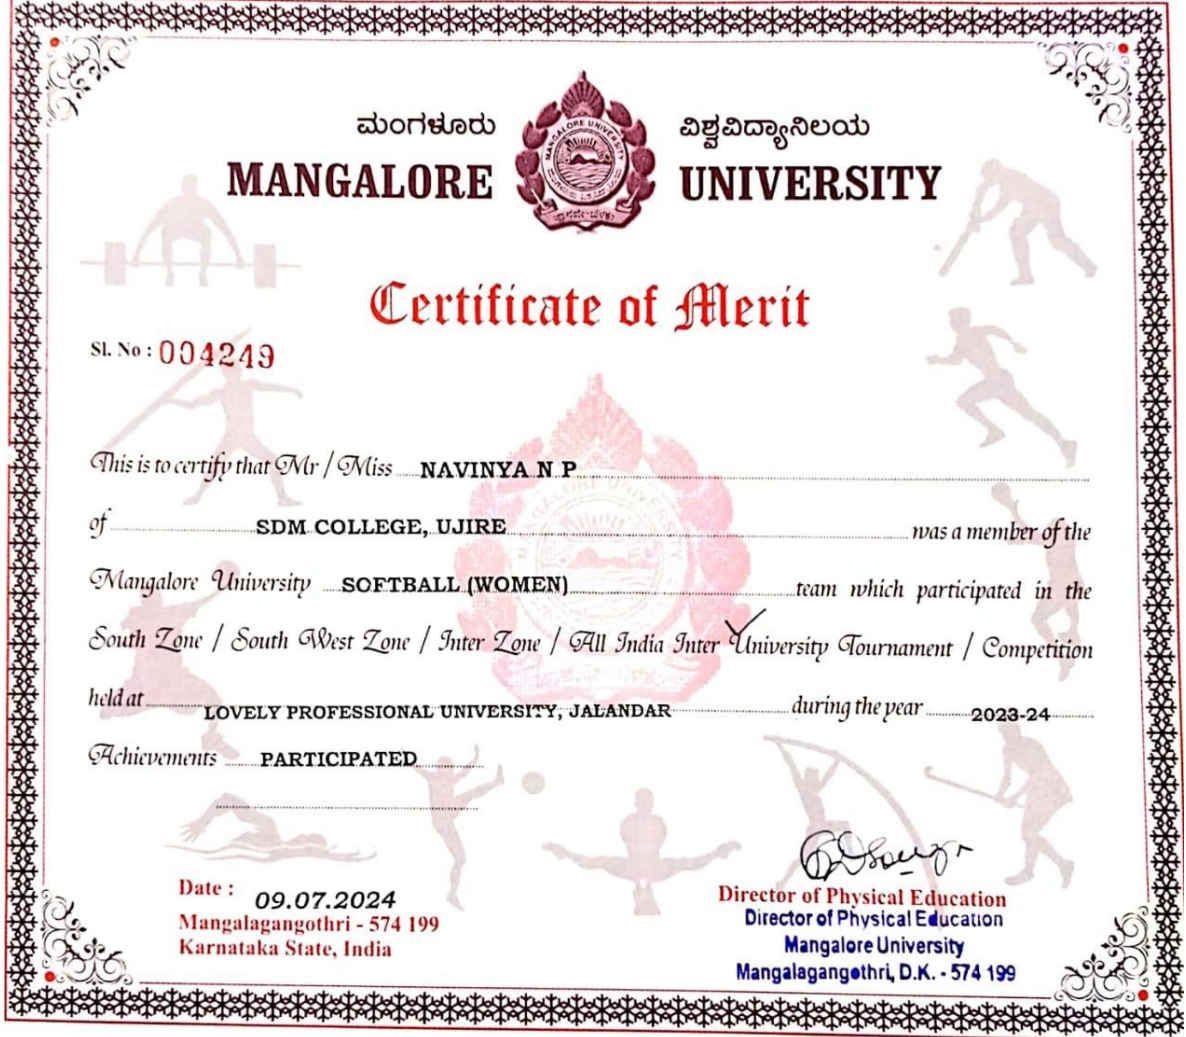 ಮಂಗಳೂರು ವಿಶ್ವವಿದ್ಯಾನಿಲಯ
MANGALORE UNIVERSITY
MANGALORE UNIVERSITY
Certificate of Merit
Sl. No : 004249
This is to certify that Mr / Miss NAVINYA N P
of SDM COLLEGE, UJIRE was a member of the
Mangalore University SOFTBALL (WOMEN) team which participated in the
South Zone / South West Zone / Inter Zone / All India Inter University Tournament / Competition
held at LOVELY PROFESSIONAL UNIVERSITY, JALANDAR during the year 2023-24
Achievements PARTICIPATED
Date : 09.07.2024
Mangalagangothri - 574 199
Karnataka State, India
Director of Physical Education
Director of Physical Education
Mangalore University
Mangalagangothri, D.K. - 574 199